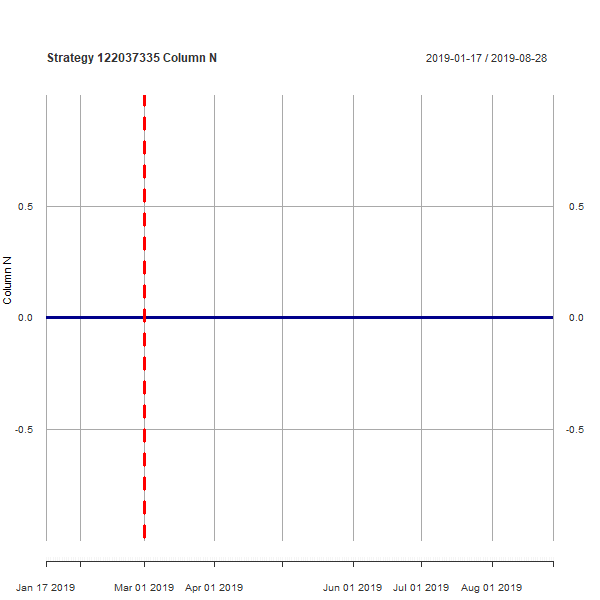 Strategy 122037335 Column N
2019-01-17 / 2019-08-28
0.5
0.5
Column N
0.0
0.0
-0.5
-0.5
Jan 17 2019
Mar 01 2019
Apr 01 2019
Jun 01 2019
Jul 01 2019
Aug 01 2019